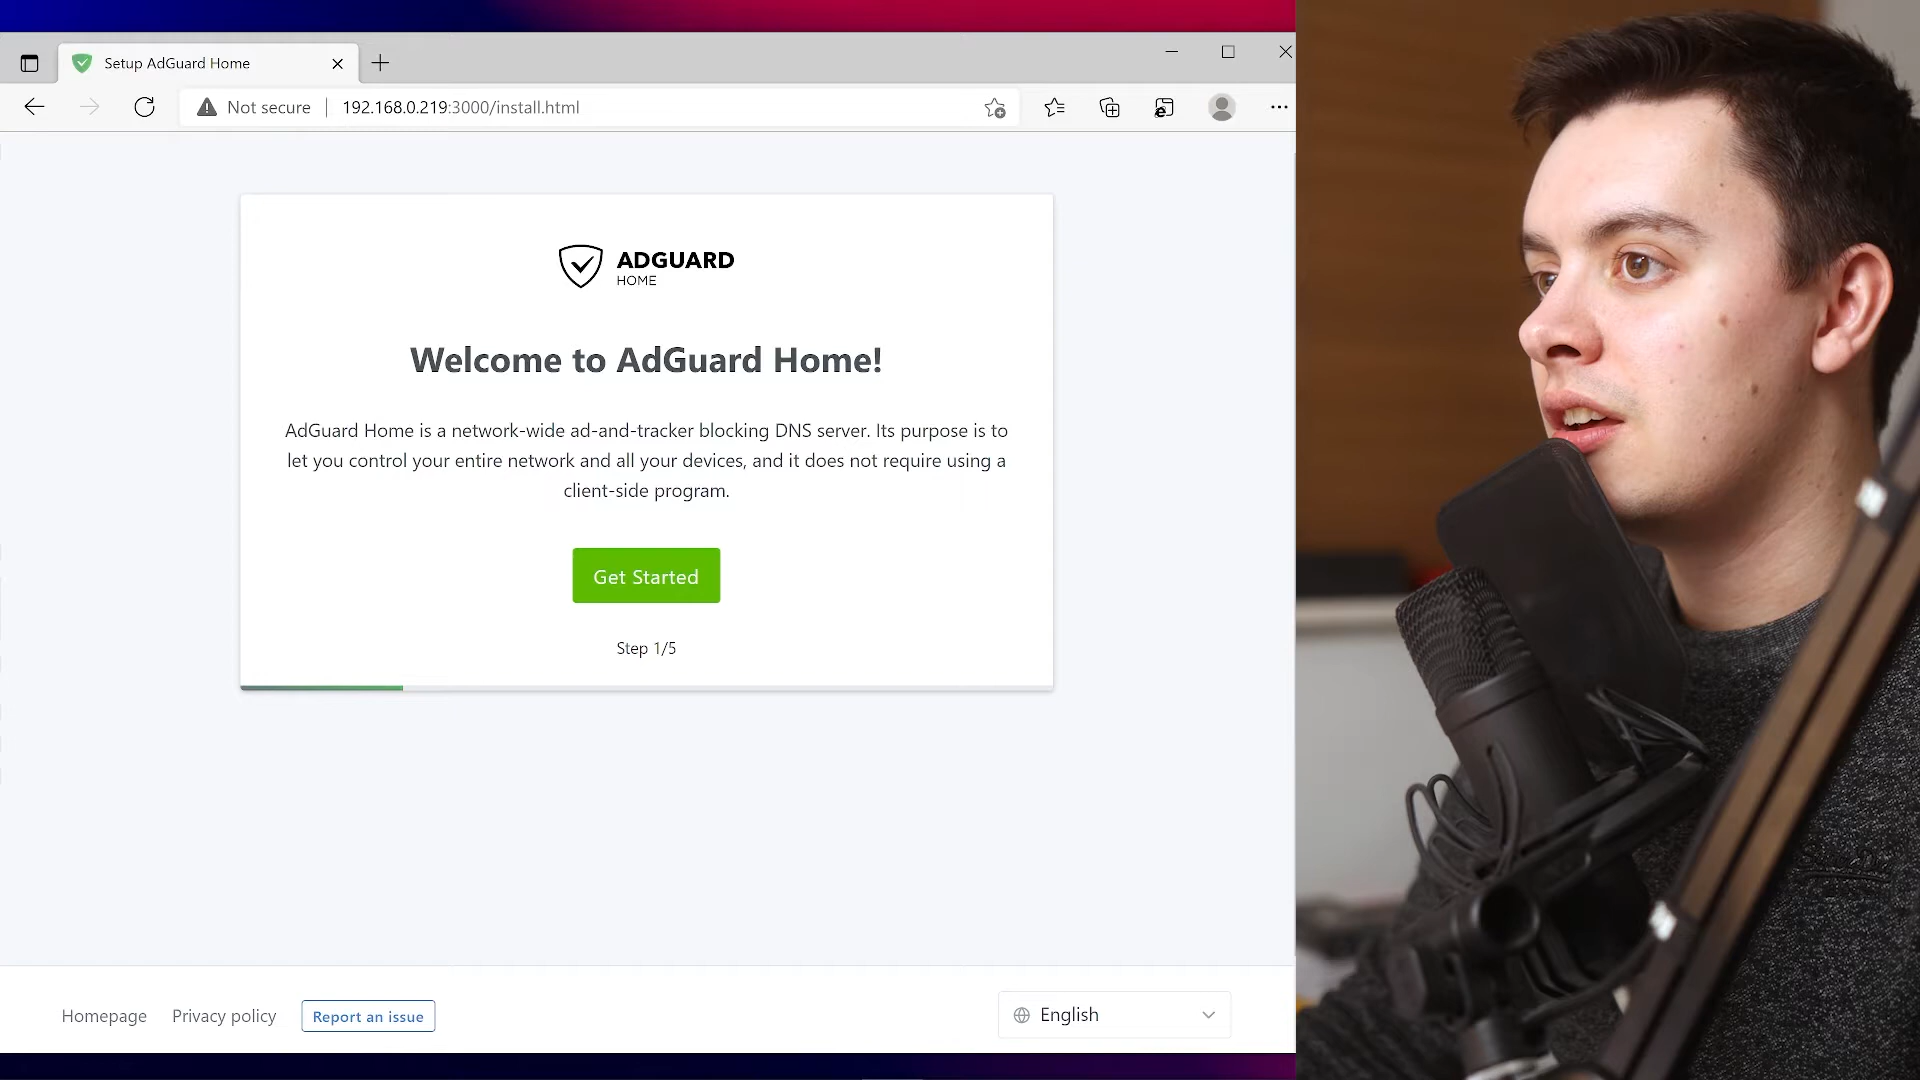 Setup AdGuard Home
Not secure
192.168.0.219:3000/install.html
ADGUARD
HOME
Welcome to AdGuard Home!
AdGuard Home is a network-wide ad-and-tracker blocking DNS server. Its purpose is to
let you control your entire network and all your devices, and it does not require using a
client-side program.
Get Started
Step 1/5
Homepage
Privacy policy
Report an issue
English